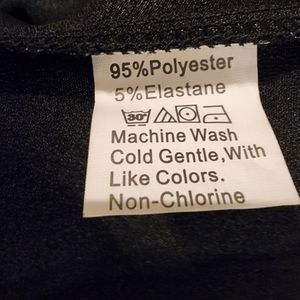 95%Polyester
5%Elastane
30°
Machine Wash
Cold Gentle,With
Like Colors.
Non-Chlorine